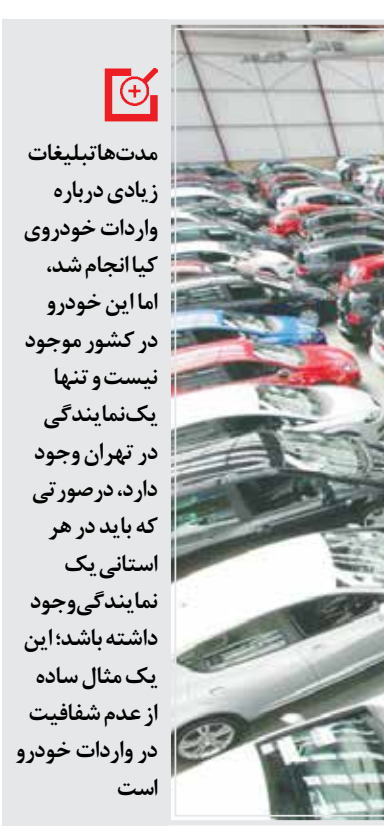 مدت‌هاتبلیغات
زیادی درباره
واردات خودروی
کیا انجام شد،
اما این خودرو
در کشور موجود
نیست و تنها
یک‌نمایندگی
در تهران وجود
دارد، درصورتی
که باید در هر
استانی یک
نمایندگی‌وجود
داشته باشد؛ این
یک مثال ساده
از عدم شفافیت
در واردات خودرو
است